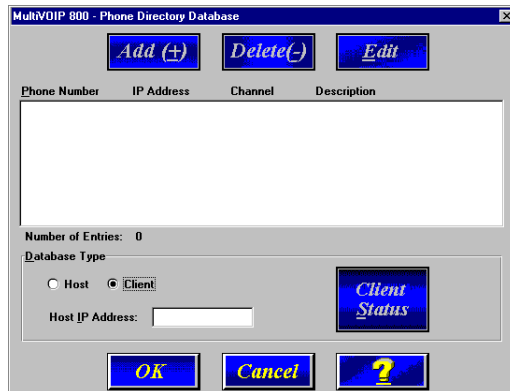 MultiVOIP 800 - Phone Directory Database
Add (+) Delete(-) Edit
Phone Number IP Address Channel Description
Number of Entries: 0
Database Type
Host Client
Client
Status
Host IP Address:
OK Cancel ?